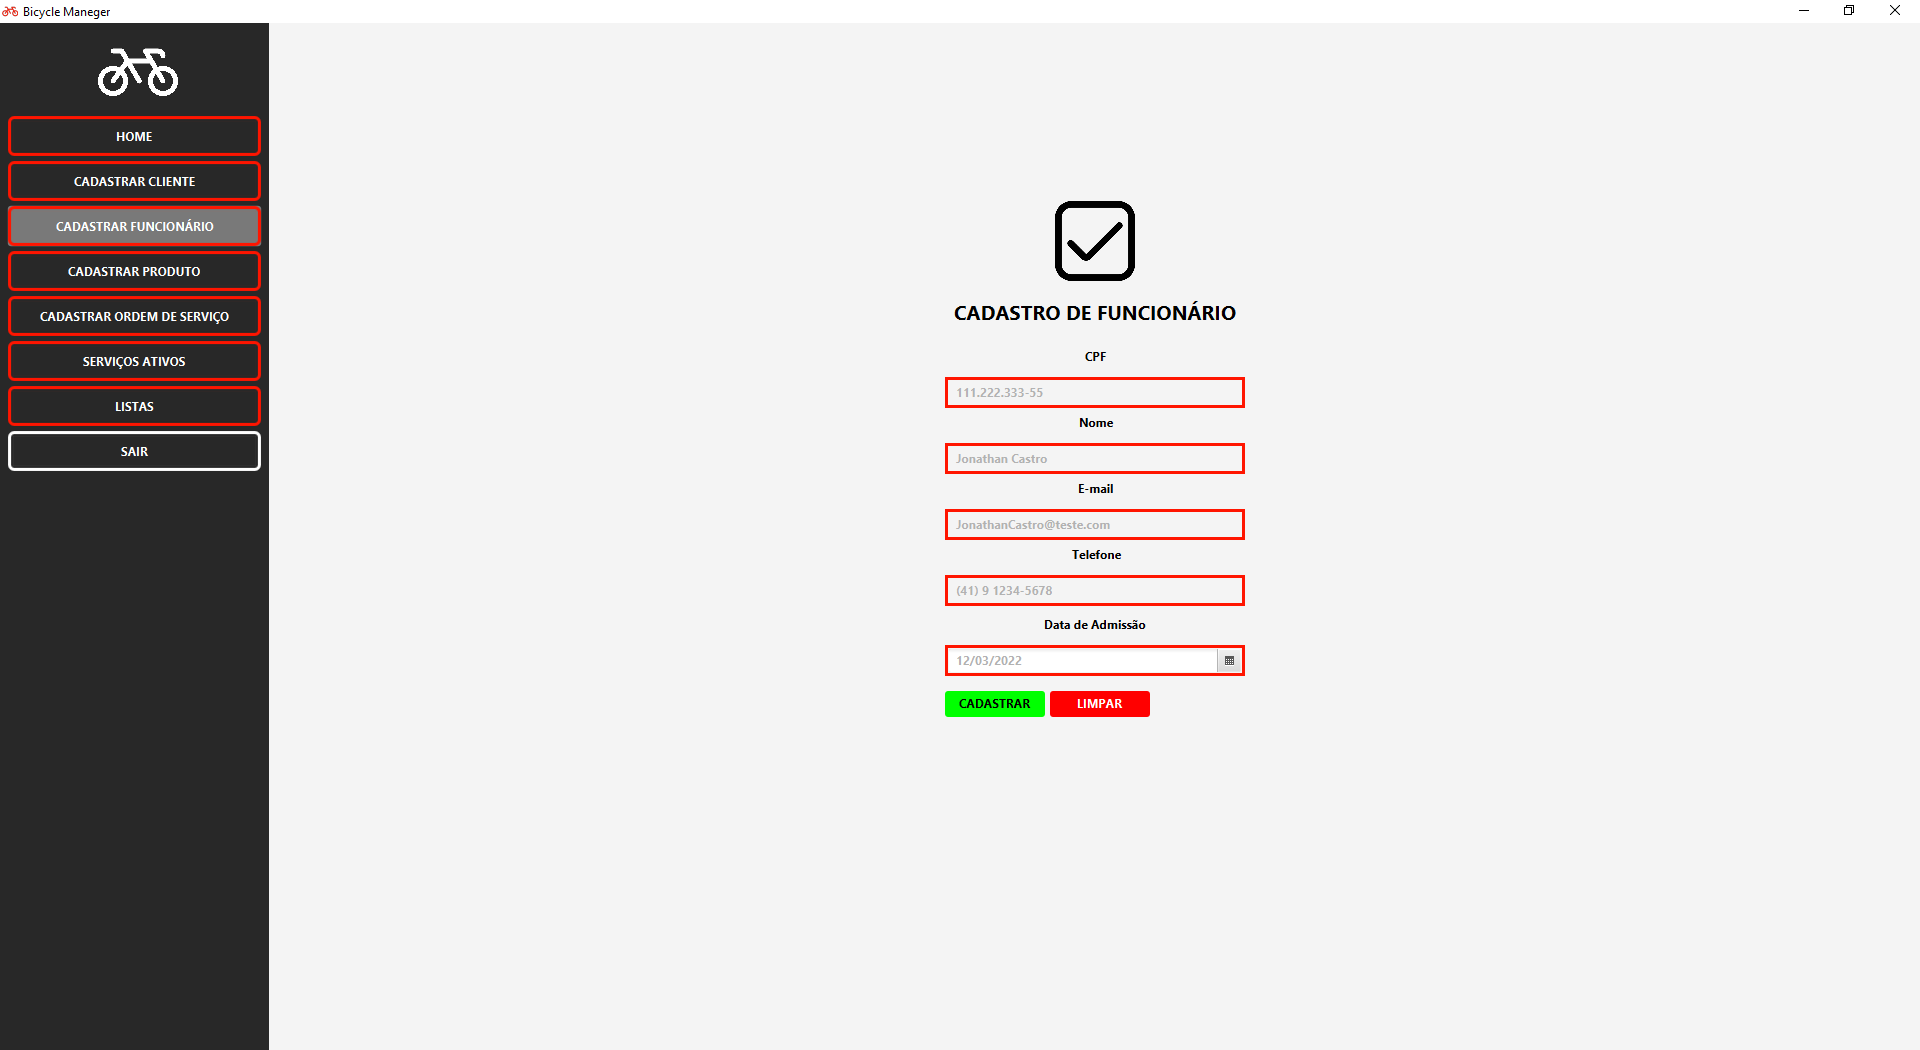 Bicycle Maneger
HOME
CADASTRAR CLIENTE
CADASTRAR FUNCIONÁRIO
CADASTRAR PRODUTO
CADASTRAR ORDEM DE SERVIÇO
SERVIÇOS ATIVOS
LISTAS
SAIR
CADASTRO DE FUNCIONÁRIO
CPF
111.222.333-55
Nome
Jonathan Castro
E-mail
JonathanCastro@teste.com
Telefone
(41) 9 1234-5678
Data de Admissão
12/03/2022
CADASTRAR LIMPAR